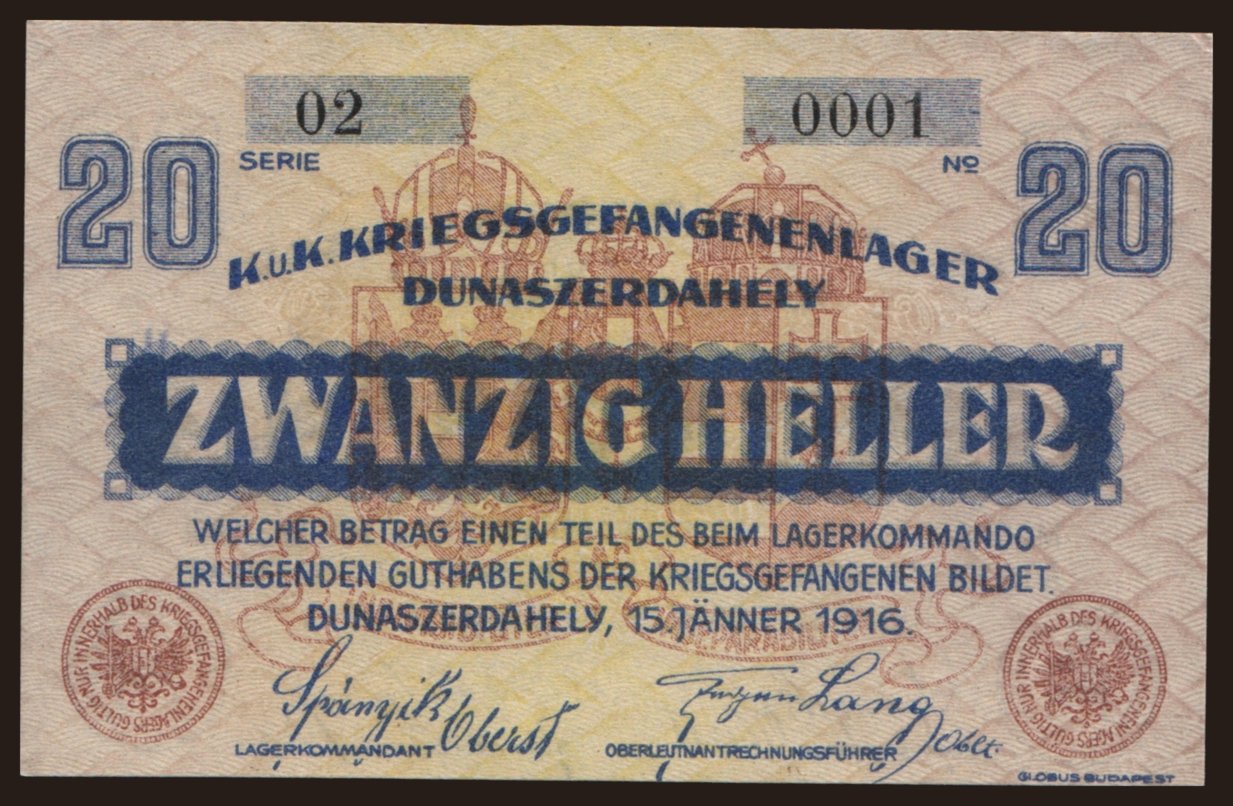 02
0001
SERIE
No
20
20
K.u.K. KRIEGSGEFANGENENLAGER
DUNASZERDAHELY
ZWANZIG HELLER
WELCHER BETRAG EINEN TEIL DES BEIM LAGERKOMMANDO
ERLIEGENDEN GUTHABENS DER KRIEGSGEFANGENEN BILDET.
DUNASZERDAHELY, 15. JÄNNER 1916.
GÜLTIG NUR INNERHALB DES KRIEGSGEFANGENENLAGERS
GÜLTIG NUR INNERHALB DES KRIEGSGEFANGENENLAGERS
Spányik Oberst
Lang Oblt.
LAGERKOMMANDANT
OBERLEUTNANTRECHNUNGSFÜHRER
GLOBUS BUDAPEST